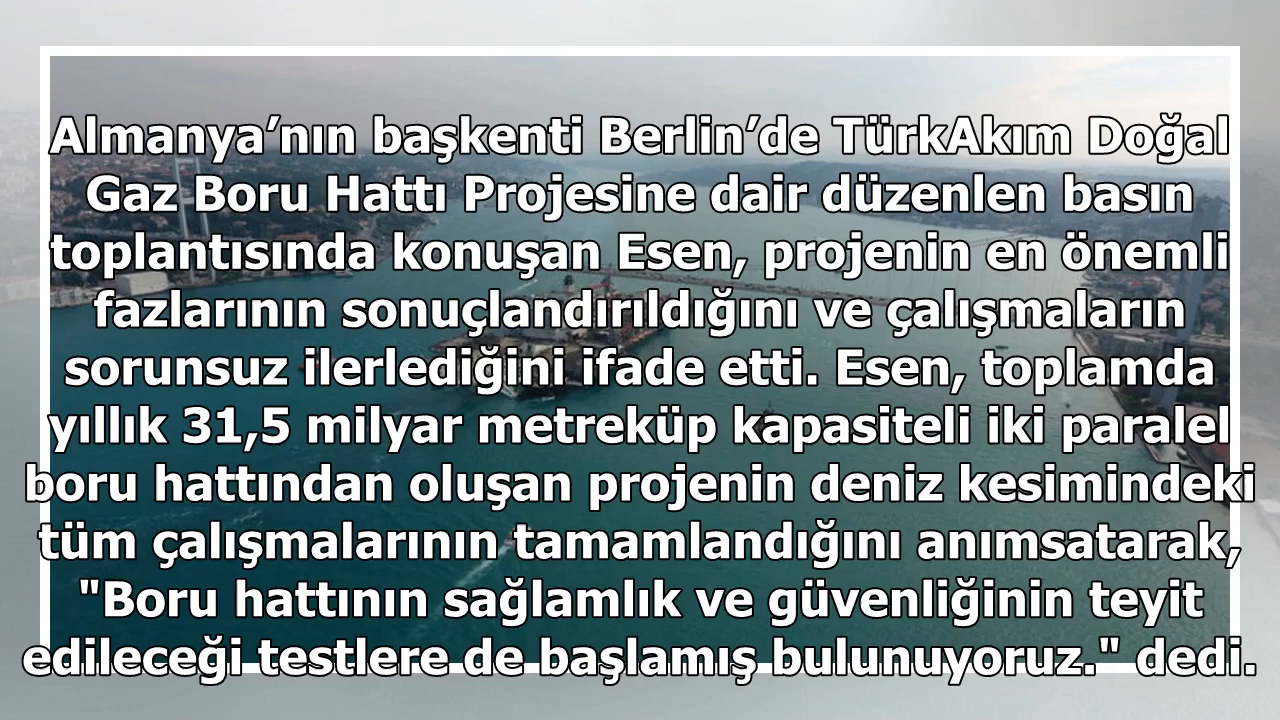 Almanya’nın başkenti Berlin’de TürkAkım Doğal
Gaz Boru Hattı Projesine dair düzenlen basın
toplantısında konuşan Esen, projenin en önemli
fazlarının sonuçlandırıldığını ve çalışmaların
sorunsuz ilerlediğini ifade etti. Esen, toplamda
yıllık 31,5 milyar metreküp kapasiteli iki paralel
boru hattından oluşan projenin deniz kesimindeki
tüm çalışmalarının tamamlandığını anımsatarak,
"Boru hattının sağlamlık ve güvenliğinin teyit
edileceği testlere de başlamış bulunuyoruz." dedi.